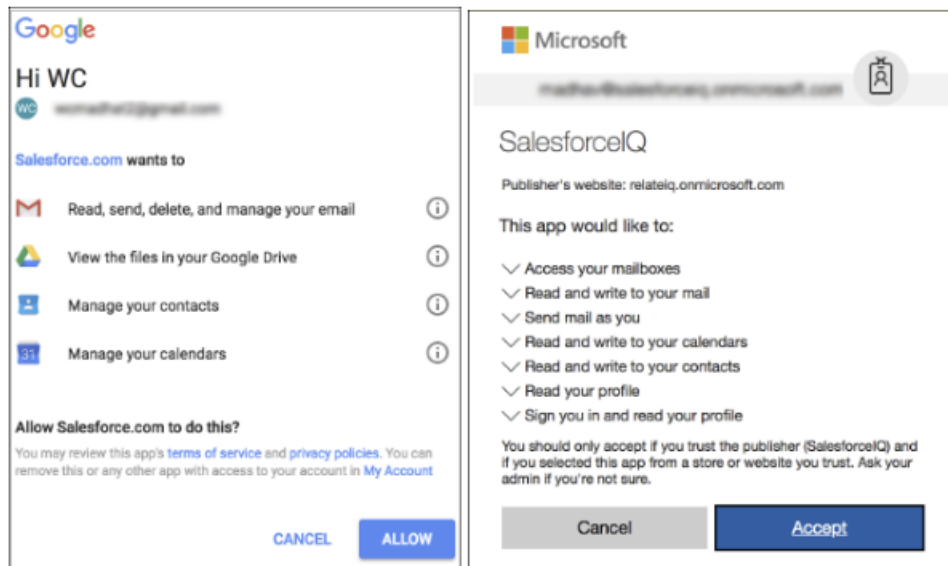 Google
Hi WC
WC
Salesforce.com wants to
Read, send, delete, and manage your email
View the files in your Google Drive
Manage your contacts
31 Manage your calendars
Allow Salesforce.com to do this?
You may review this app's terms of service and privacy policies. You can
remove this or any other app with access to your account in My Account
CANCEL ALLOW
Microsoft
SalesforceIQ
Publisher's website: relateiq.onmicrosoft.com
This app would like to:
Access your mailboxes
Read and write to your mail
Send mail as you
Read and write to your calendars
Read and write to your contacts
Read your profile
Sign you in and read your profile
You should only accept if you trust the publisher (SalesforceIQ) and
if you selected this app from a store or website you trust. Ask your
admin if you're not sure.
Cancel Accept